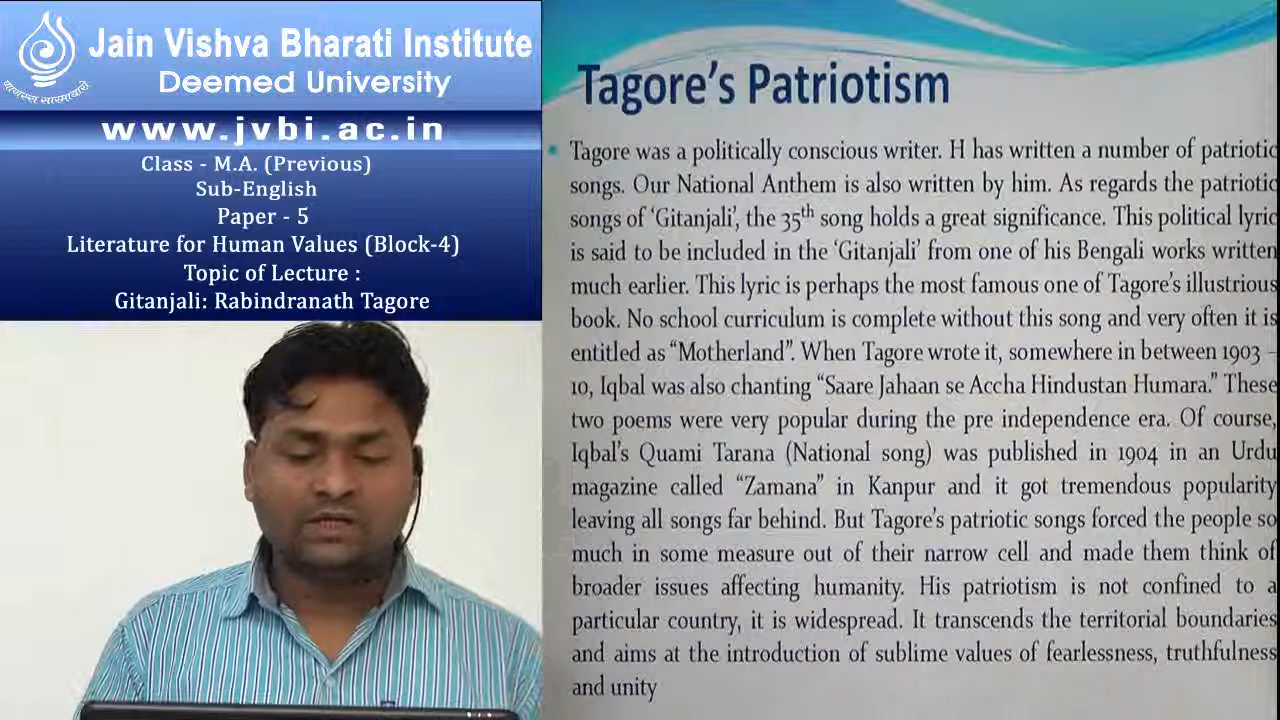 Jain Vishva Bharati Institute
Deemed University
www.jvbi.ac.in
Class - M.A. (Previous)
Sub-English
Paper - 5
Literature for Human Values (Block-4)
Topic of Lecture :
Gitanjali: Rabindranath Tagore
Tagore's Patriotism
Tagore was a politically conscious writer. H has written a number of patriotic
songs. Our National Anthem is also written by him. As regards the patriotic
songs of ‘Gitanjali’, the 35th song holds a great significance. This political lyric
is said to be included in the ‘Gitanjali’ from one of his Bengali works written
much earlier. This lyric is perhaps the most famous one of Tagore's illustrious
book. No school curriculum is complete without this song and very often it is
entitled as “Motherland”. When Tagore wrote it, somewhere in between 1903 –
10, Iqbal was also chanting “Saare Jahaan se Accha Hindustan Humara.” These
two poems were very popular during the pre independence era. Of course,
Iqbal's Quami Tarana (National song) was published in 1904 in an Urdu
magazine called “Zamana” in Kanpur and it got tremendous popularity
leaving all songs far behind. But Tagore's patriotic songs forced the people so
much in some measure out of their narrow cell and made them think of
broader issues affecting humanity. His patriotism is not confined to a
particular country, it is widespread. It transcends the territorial boundaries
and aims at the introduction of sublime values of fearlessness, truthfulness
and unity